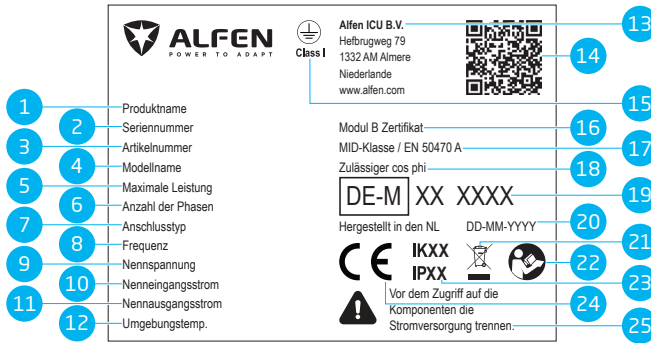 ALFEN
POWER TO ADAPT
Class I
Alfen ICU B.V.
Hefbrugweg 79
1332 AM Almere
Niederlande
www.alfen.com
13
14
15
1
Produktname
2
Seriennummer
3
Artikelnummer
4
Modellname
5
Maximale Leistung
6
Anzahl der Phasen
7
Anschlusstyp
8
Frequenz
9
Nennspannung
10
Nenneingangsstrom
11
Nennausgangsstrom
12
Umgebungstemp.
Modul B Zertifikat
16
MID-Klasse / EN 50470 A
17
Zulässiger cos phi
18
DE-M XX XXXX
19
Hergestellt in den NL DD-MM-YYYY
20
21
CE IKXX
IPXX
22
23
24
Vor dem Zugriff auf die
Komponenten die
Stromversorgung trennen.
25